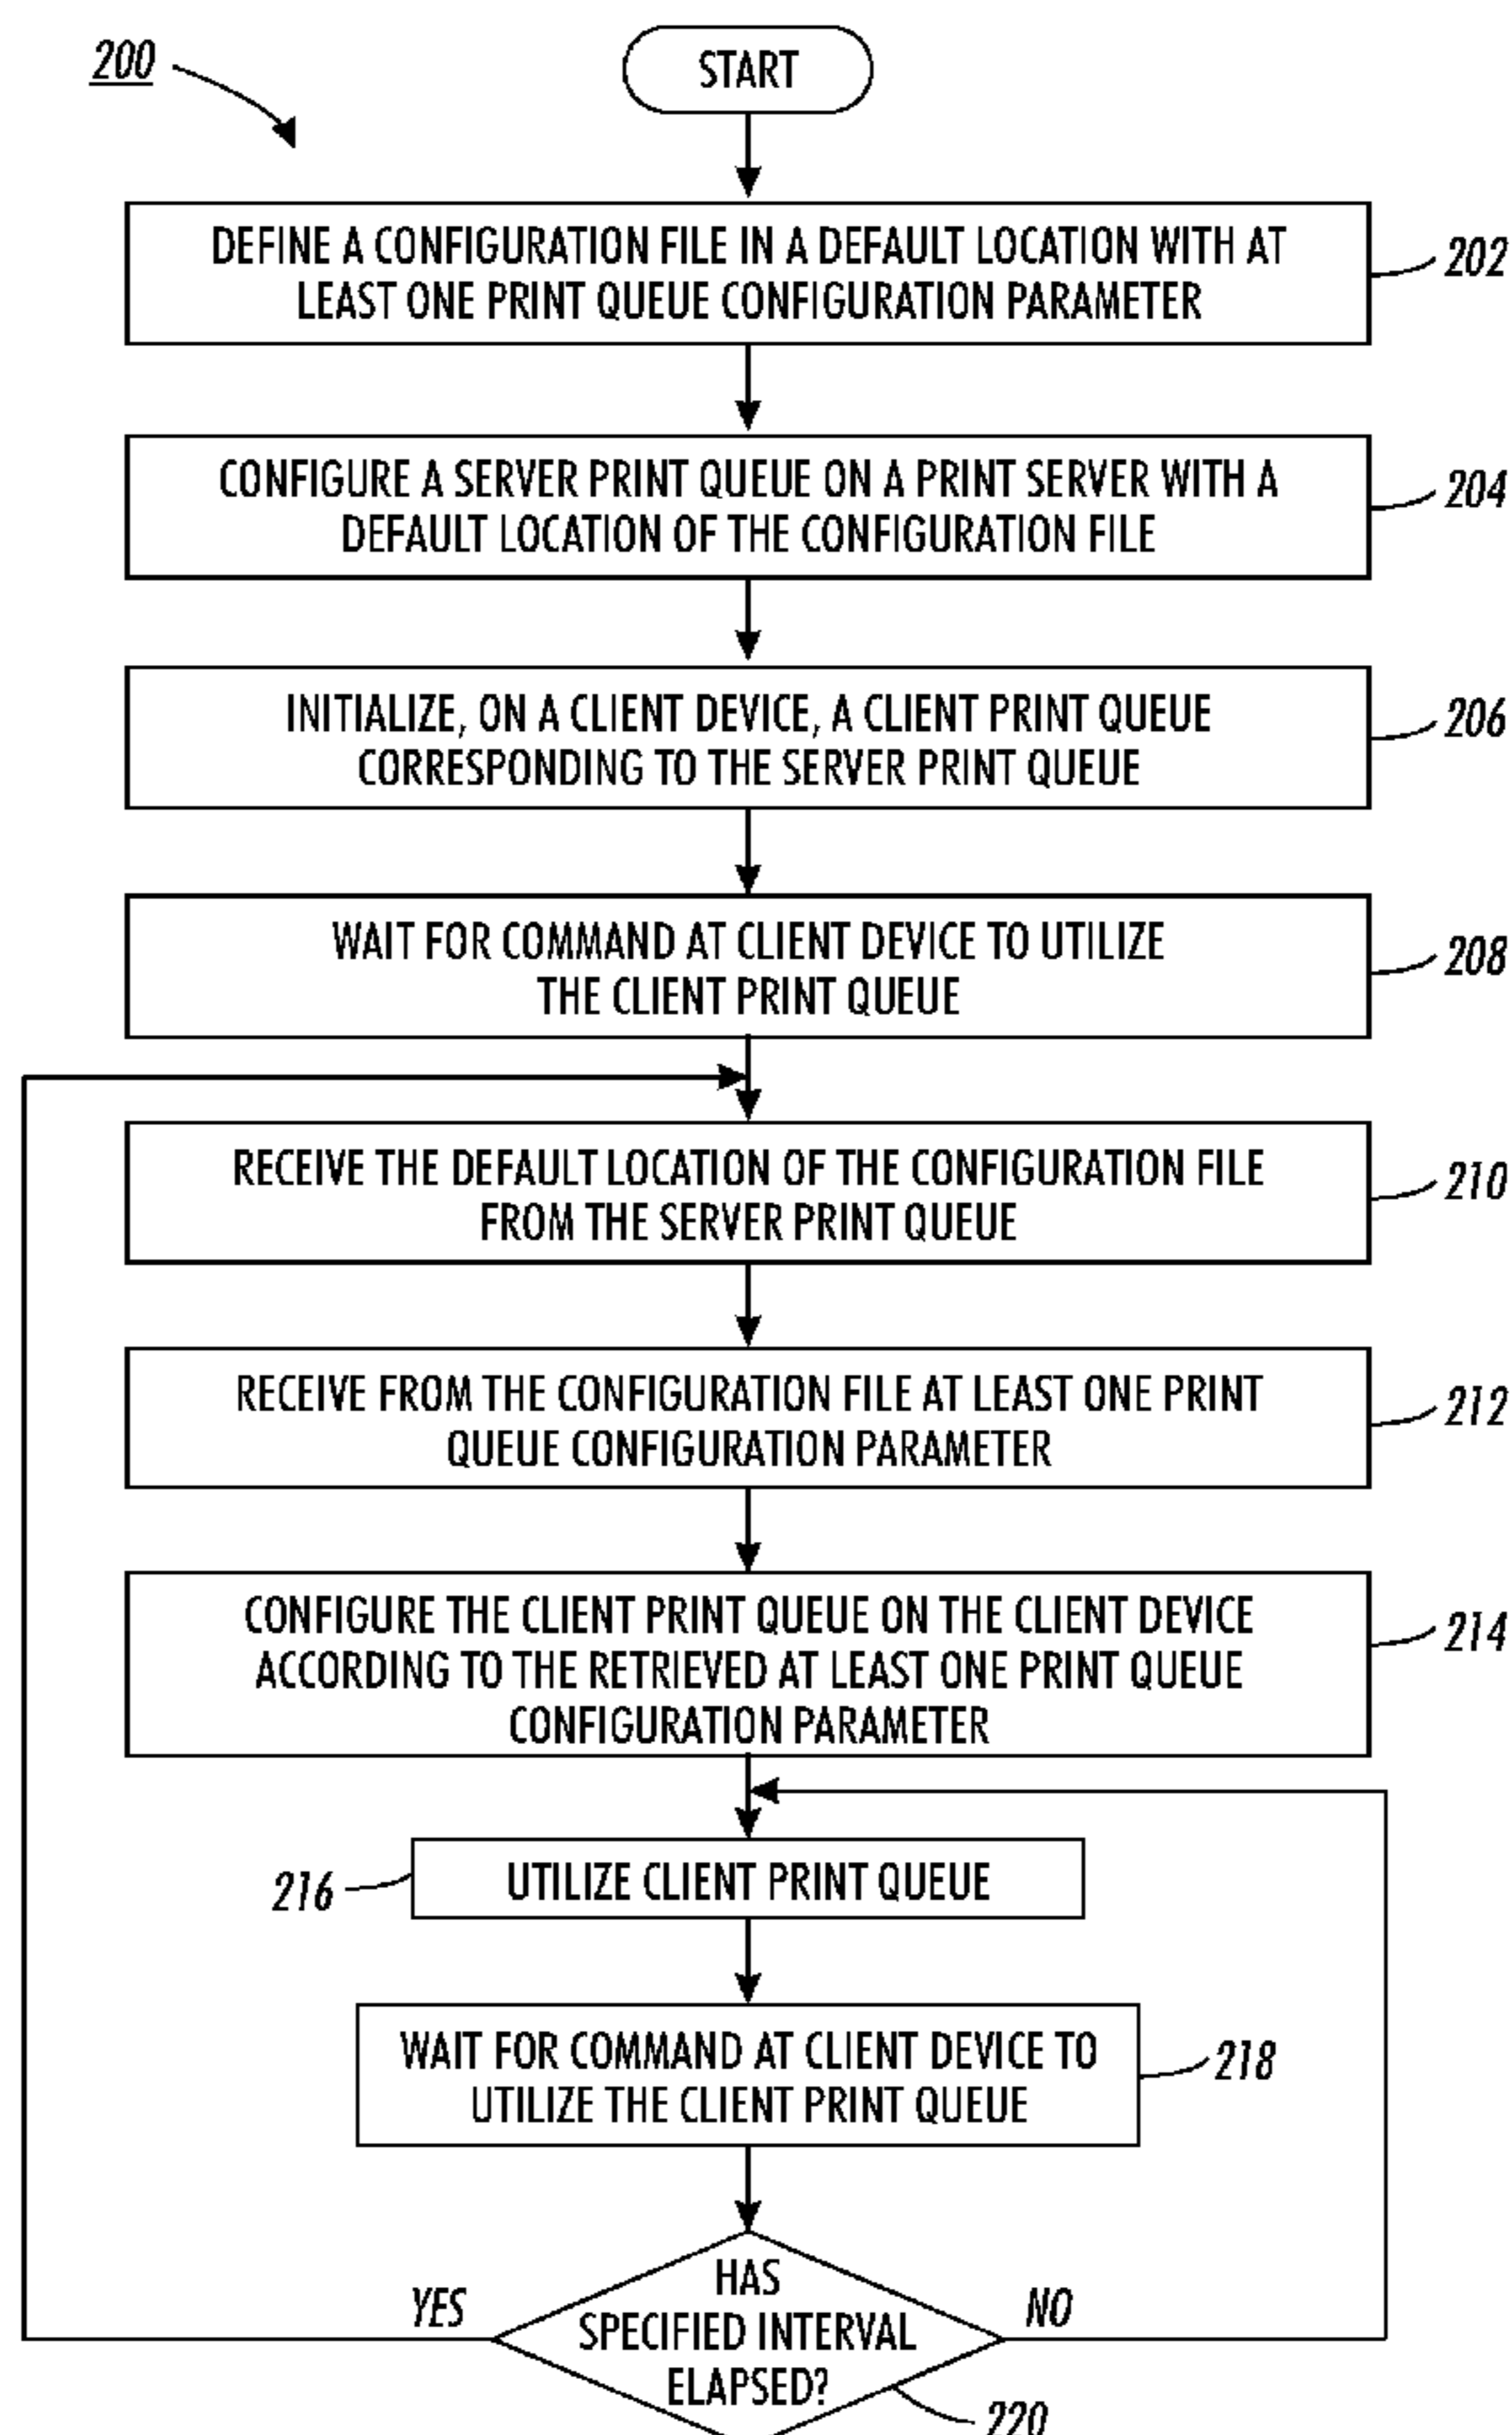 200
START
DEFINE A CONFIGURATION FILE IN A DEFAULT LOCATION WITH AT
LEAST ONE PRINT QUEUE CONFIGURATION PARAMETER
202
CONFIGURE A SERVER PRINT QUEUE ON A PRINT SERVER WITH A
DEFAULT LOCATION OF THE CONFIGURATION FILE
204
INITIALIZE, ON A CLIENT DEVICE, A CLIENT PRINT QUEUE
CORRESPONDING TO THE SERVER PRINT QUEUE
206
WAIT FOR COMMAND AT CLIENT DEVICE TO UTILIZE
THE CLIENT PRINT QUEUE
208
RECEIVE THE DEFAULT LOCATION OF THE CONFIGURATION FILE
FROM THE SERVER PRINT QUEUE
210
RECEIVE FROM THE CONFIGURATION FILE AT LEAST ONE PRINT
QUEUE CONFIGURATION PARAMETER
212
CONFIGURE THE CLIENT PRINT QUEUE ON THE CLIENT DEVICE
ACCORDING TO THE RETRIEVED AT LEAST ONE PRINT QUEUE
CONFIGURATION PARAMETER
214
UTILIZE CLIENT PRINT QUEUE
216
WAIT FOR COMMAND AT CLIENT DEVICE TO
UTILIZE THE CLIENT PRINT QUEUE
218
YES
HAS
SPECIFIED INTERVAL
ELAPSED?
NO
220